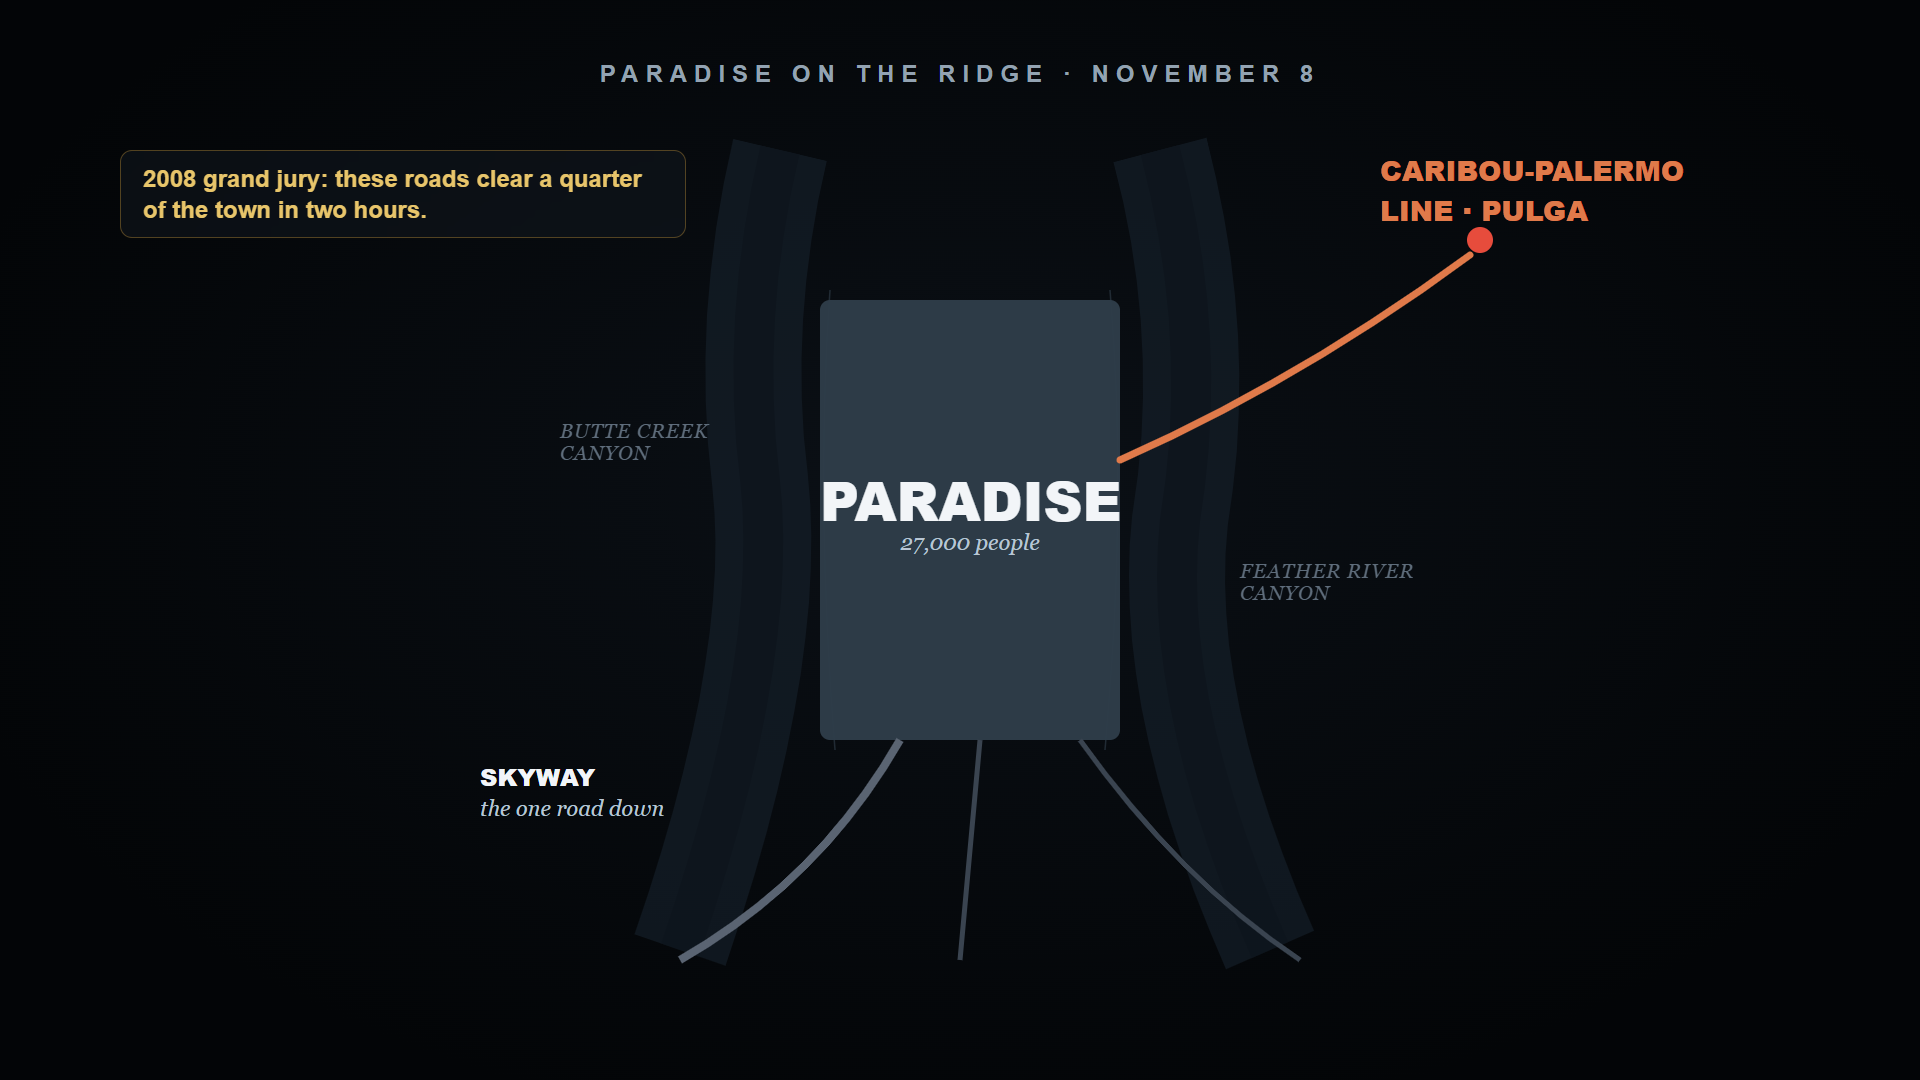 PARADISE ON THE RIDGE · NOVEMBER 8
2008 grand jury: these roads clear a quarter
of the town in two hours.
CARIBOU-PALERMO
LINE · PULGA
BUTTE CREEK
CANYON
PARADISE
27,000 people
FEATHER RIVER
CANYON
SKYWAY
the one road down